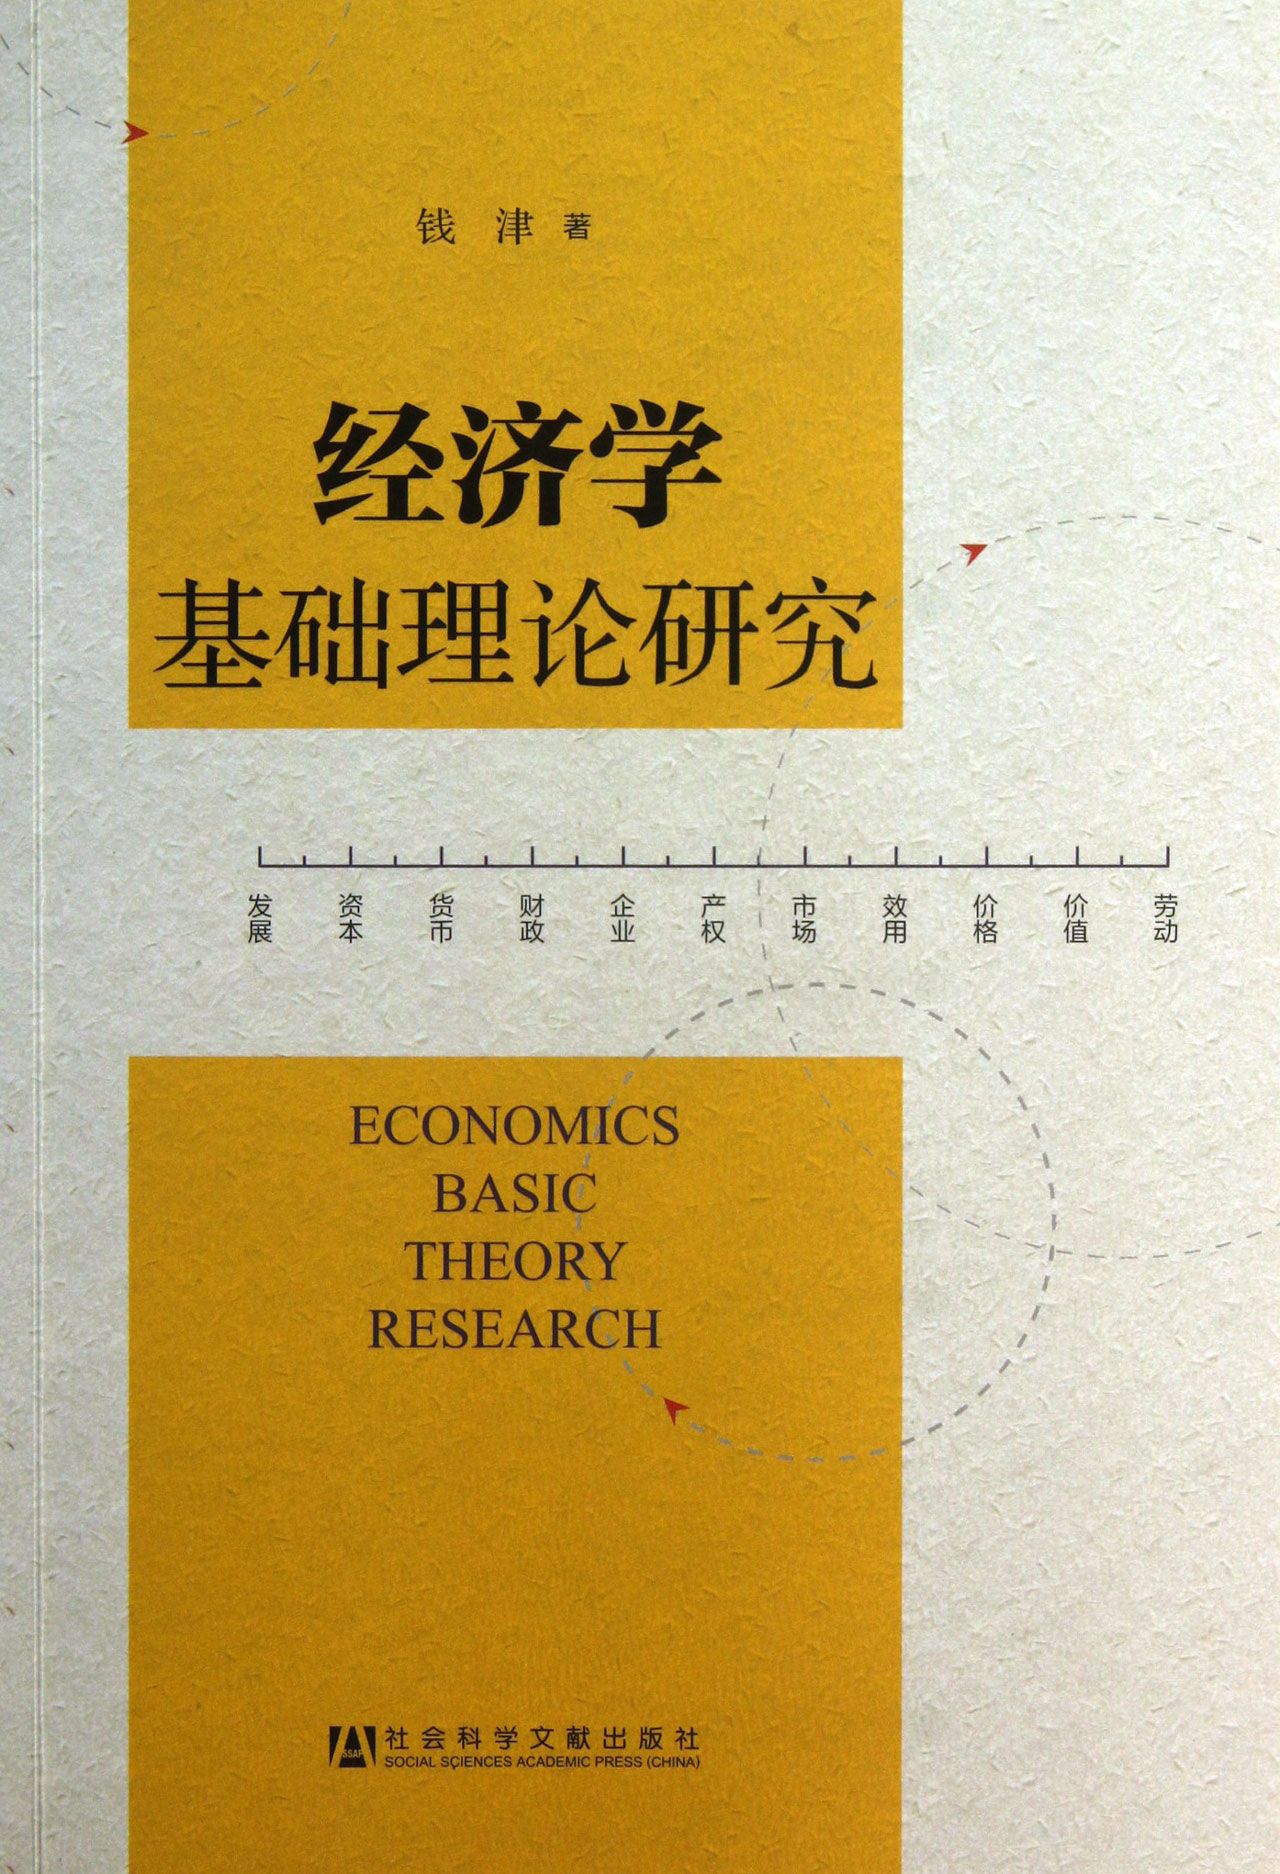 钱 津 著
经济学
基础理论研究
发展 资本 货币 财政 企业 产权 市场 效用 价格 价值 劳动
ECONOMICS
BASIC
THEORY
RESEARCH
SSAP 社会科学文献出版社
SOCIAL SCIENCES ACADEMIC PRESS (CHINA)